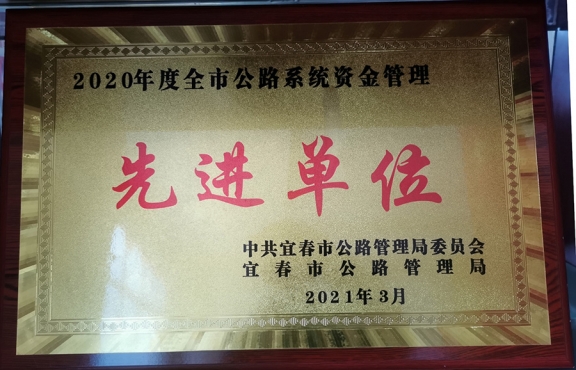 2020年度全市公路系统资金管理
先进单位
中共宜春市公路管理局委员会
宜春市公路管理局
2021年3月